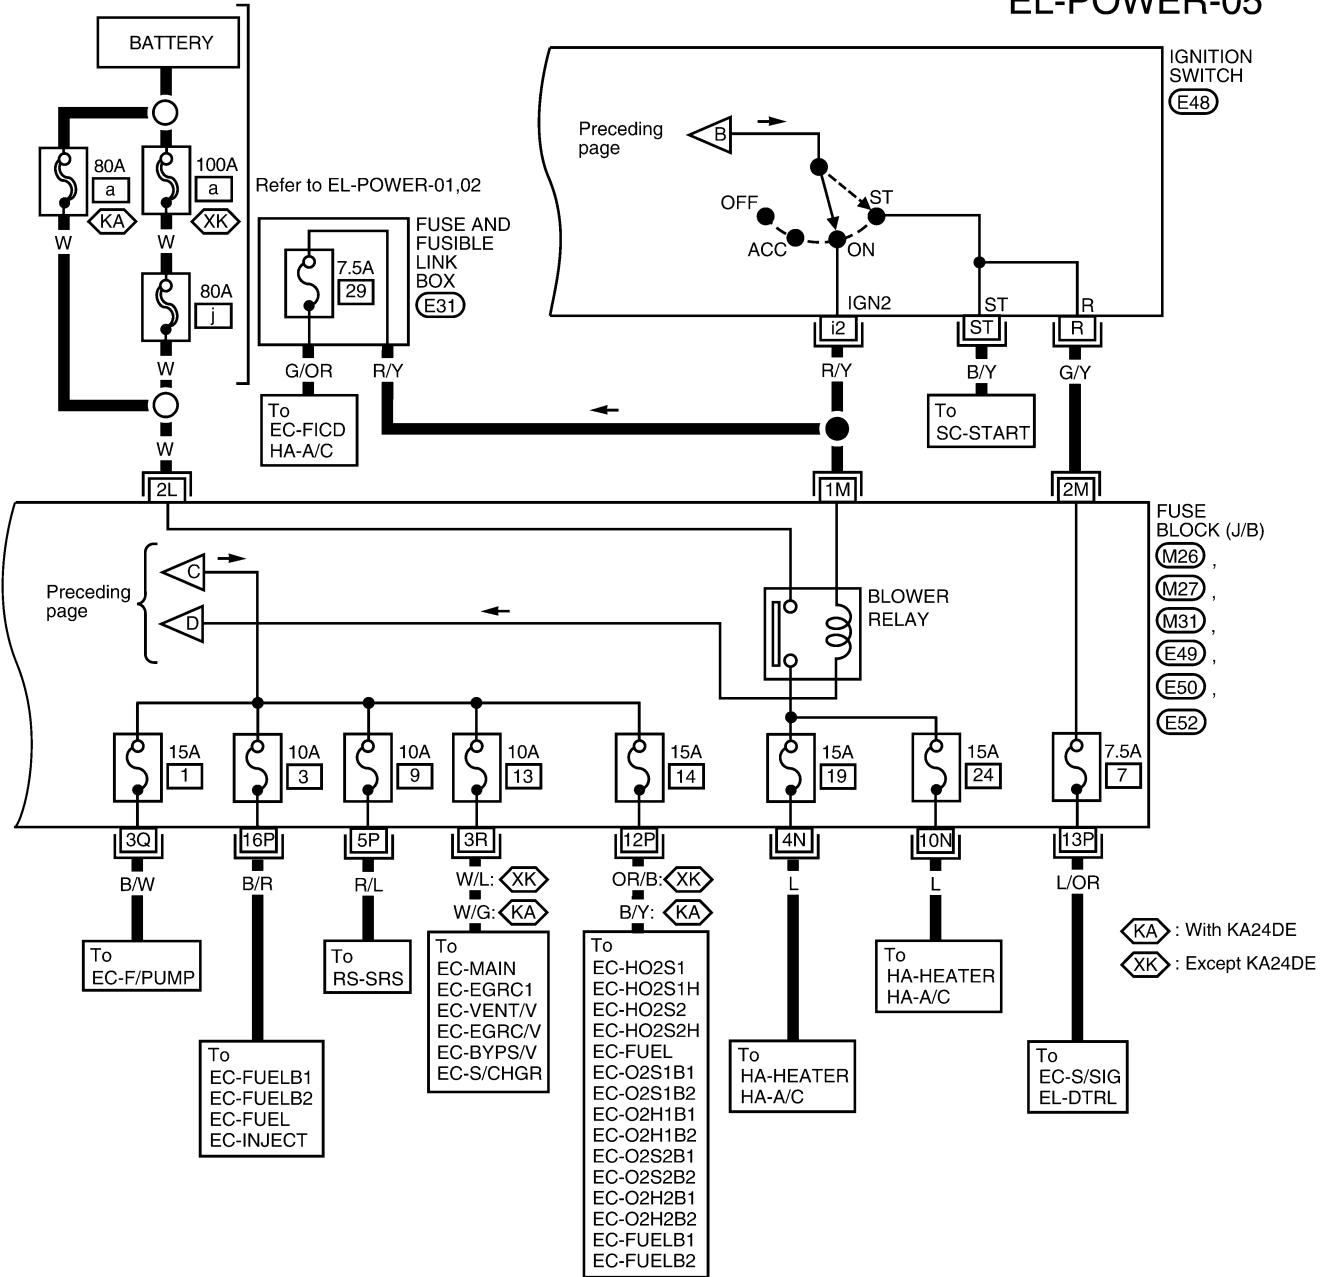 EL-POWER-05
BATTERY
IGNITION
SWITCH
E48
Preceding
page
B
80A
a
KA
100A
a
XK
Refer to EL-POWER-01,02
OFF
ACC
ON
ST
W
W
FUSE AND
FUSIBLE
LINK
BOX
E31
7.5A
29
80A
j
IGN2
ST
R
i2
ST
R
W
G/OR
R/Y
R/Y
B/Y
G/Y
To
EC-FICD
HA-A/C
To
SC-START
W
2L
1M
2M
FUSE
BLOCK (J/B)
M26 ,
M27 ,
M31 ,
E49 ,
E50 ,
E52
Preceding
page
C
D
BLOWER
RELAY
15A
1
10A
3
10A
9
10A
13
15A
14
15A
19
15A
24
7.5A
7
3Q
16P
5P
3R
12P
4N
10N
13P
B/W
B/R
R/L
W/L: XK
W/G: KA
OR/B: XK
B/Y: KA
L
L
L/OR
KA : With KA24DE
XK : Except KA24DE
To
EC-F/PUMP
To
RS-SRS
To
EC-MAIN
EC-EGRC1
EC-VENT/V
EC-EGRC/V
EC-BYPS/V
EC-S/CHGR
To
EC-HO2S1
EC-HO2S1H
EC-HO2S2
EC-HO2S2H
EC-FUEL
EC-O2S1B1
EC-O2S1B2
EC-O2H1B1
EC-O2H1B2
EC-O2S2B1
EC-O2S2B2
EC-O2H2B1
EC-O2H2B2
EC-FUELB1
EC-FUELB2
To
HA-HEATER
HA-A/C
To
EC-FUELB1
EC-FUELB2
EC-FUEL
EC-INJECT
To
HA-HEATER
HA-A/C
To
EC-S/SIG
EL-DTRL